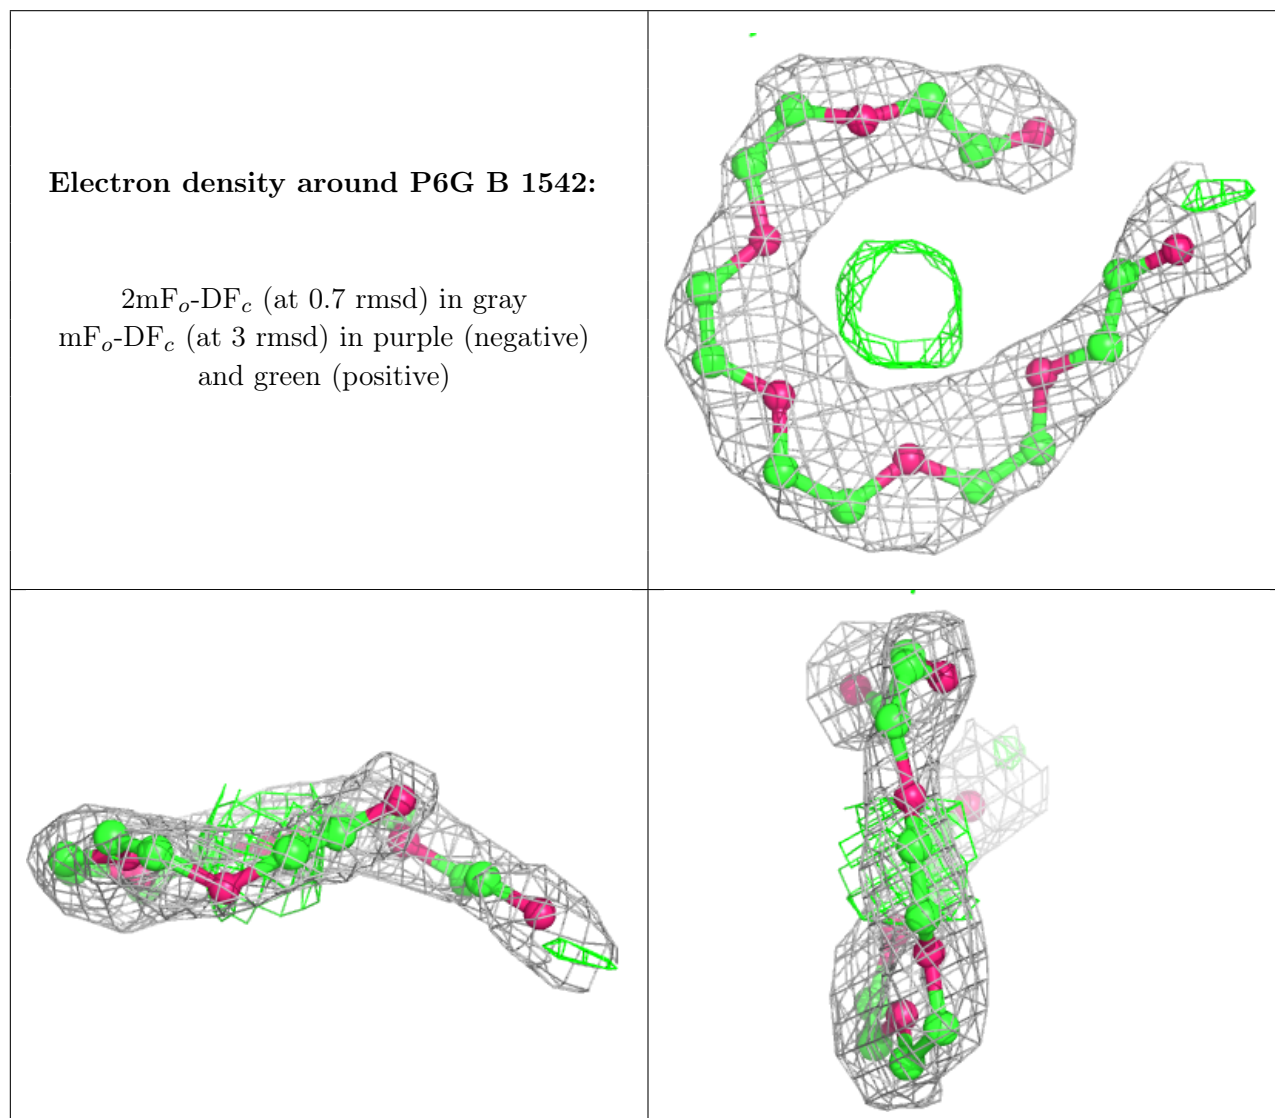 Electron density around P6G B 1542:
2mFo-DFc (at 0.7 rmsd) in gray
mFo-DFc (at 3 rmsd) in purple (negative)
and green (positive)